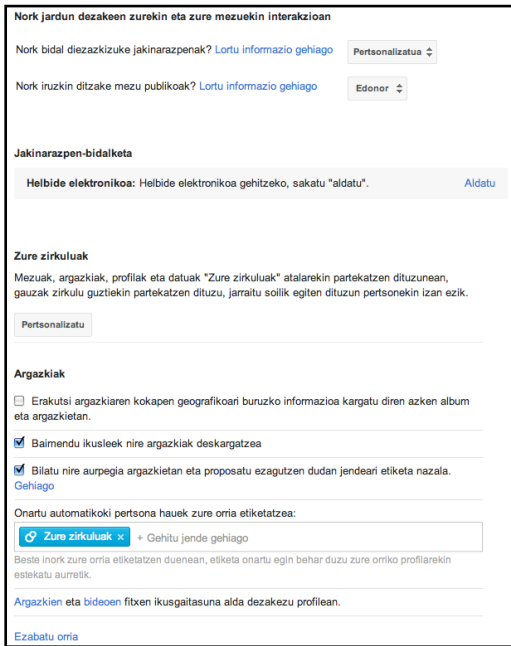 Nork jardun dezakeen zurekin eta zure mezuekin interakzioan
Nork bidal diezazkizuke jakinarazpenak? Lortu informazio gehiago Pertsonalizatua
Nork iruzkin ditzake mezu publikoak? Lortu informazio gehiago Edonor
Jakinarazpen-bidalketa
Helbide elektronikoa: Helbide elektronikoa gehitzeko, sakatu "aldatu". Aldatu
Zure zirkuluak
Mezuak, argazkiak, profilak eta datuak "Zure zirkuluak" atalarekin partekatzen dituzunean,
gauzak zirkulu guztiekin partekatzen dituzu, jarraitu soilik egiten dituzun pertsonekin izan ezik.
Pertsonalizatu
Argazkiak
Erakutsi argazkiaren kokapen geografikoari buruzko informazioa kargatu diren azken album
eta argazkietan.
Baimendu ikusleek nire argazkiak deskargatzea
Bilatu nire aurpegia argazkietan eta proposatu ezagutzen dudan jendeari etiketa nazala.
Gehiago
Onartu automatikoki pertsona hauek zure orria etiketatzea:
Zure zirkuluak × + Gehitu jende gehiago
Beste inork zure orria etiketatzen duenean, etiketa onartu egin behar duzu zure orriko profilarekin
estekatu aurretik.
Argazkien eta bideoen fitxen ikusgaitasuna alda dezakezu profilean.
Ezabatu orria